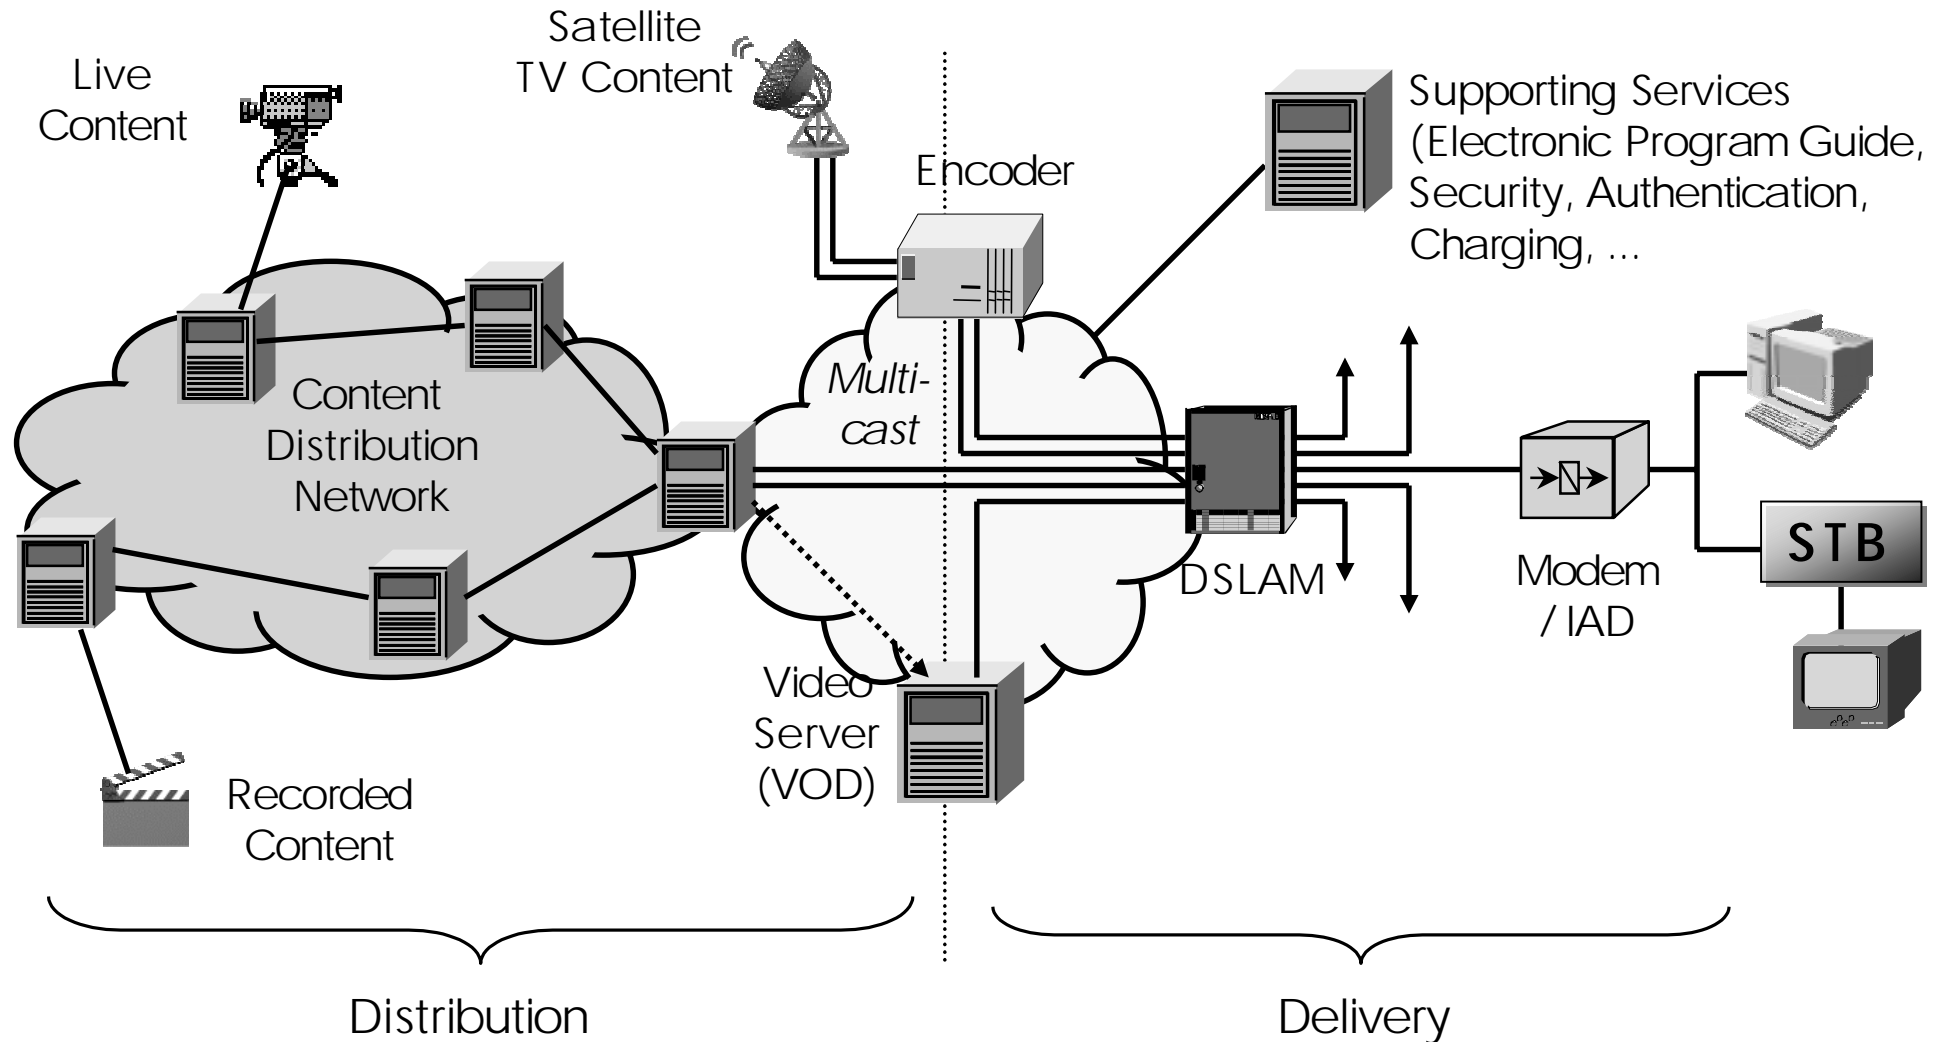 Live
Content
Satellite
TV Content
Encoder
Supporting Services
(Electronic Program Guide,
Security, Authentication,
Charging, ...
Content
Distribution
Network
Multi-
cast
DSLAM
Modem
/ IAD
STB
Video
Server
(VOD)
Recorded
Content
Distribution
Delivery